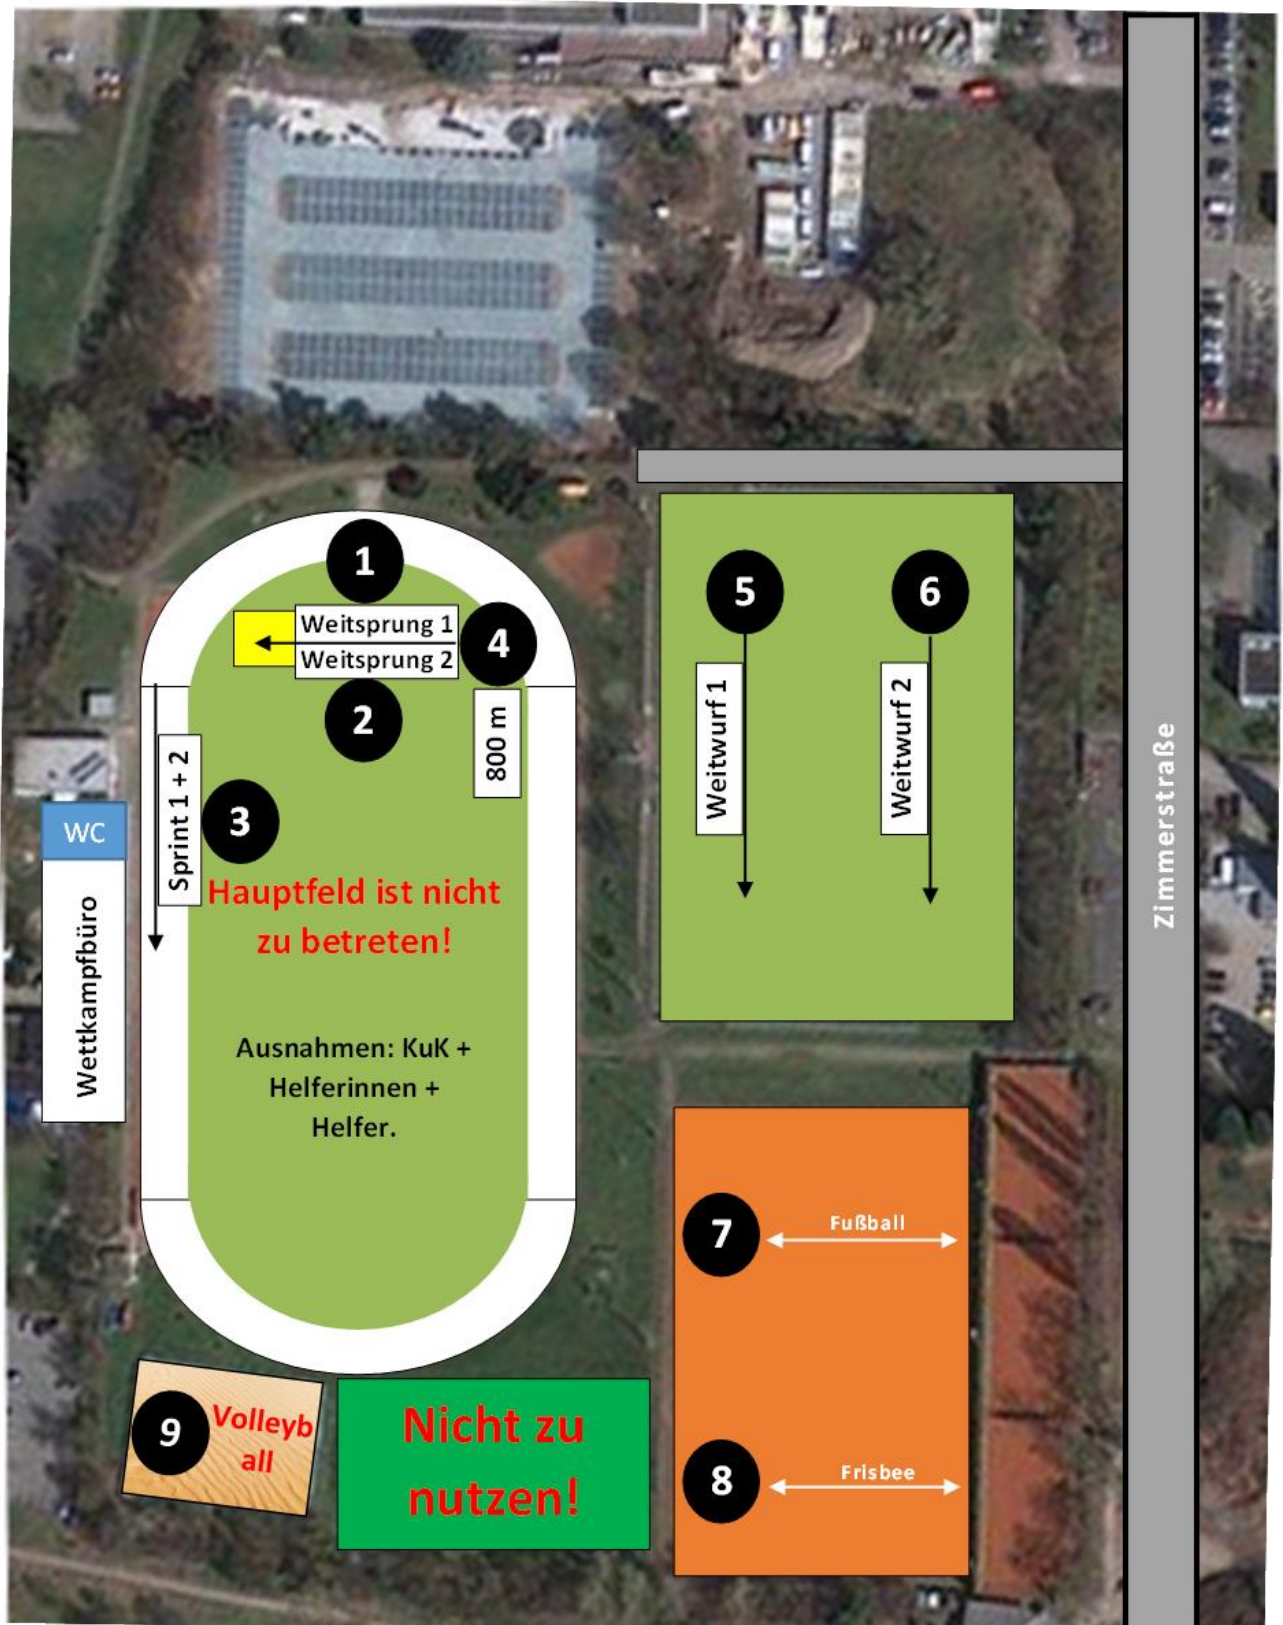 1
Weitsprung 1
Weitsprung 2
4
2
800 m
Sprint 1 + 2
3
WC
Wettkampfbüro
Hauptfeld ist nicht
zu betreten!
Ausnahmen: KuK +
Helferinnen +
Helfer.
5
6
Weitwurf 1
Weitwurf 2
Zimmerstraße
7
Fußball
8
Frisbee
9
Volleyb
all
Nicht zu
nutzen!